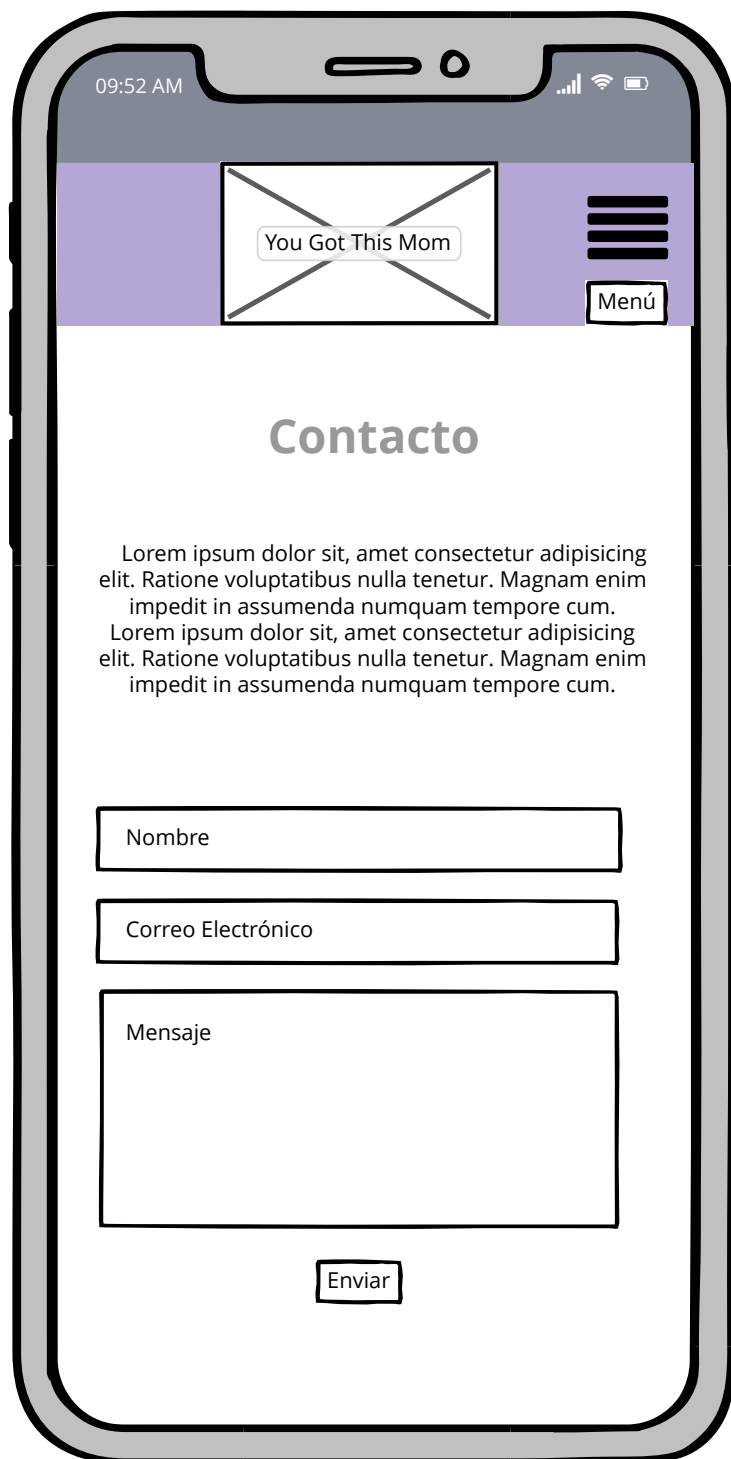 09:52 AM
You Got This Mom
Menú
Contacto
Lorem ipsum dolor sit, amet consectetur adipisicing
elit. Ratione voluptatibus nulla tenetur. Magnam enim
impedit in assumenda numquam tempore cum.
Lorem ipsum dolor sit, amet consectetur adipisicing
elit. Ratione voluptatibus nulla tenetur. Magnam enim
impedit in assumenda numquam tempore cum.
Nombre
Correo Electrónico
Mensaje
Enviar